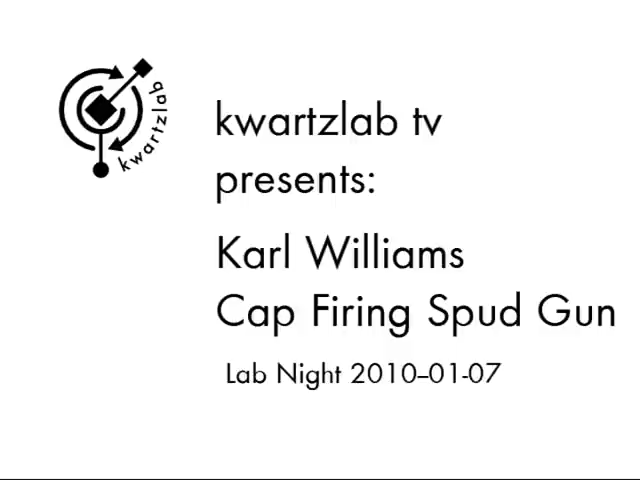 kwartzlab
kwartzlab tv
presents:
Karl Williams
Cap Firing Spud Gun
Lab Night 2010–01-07